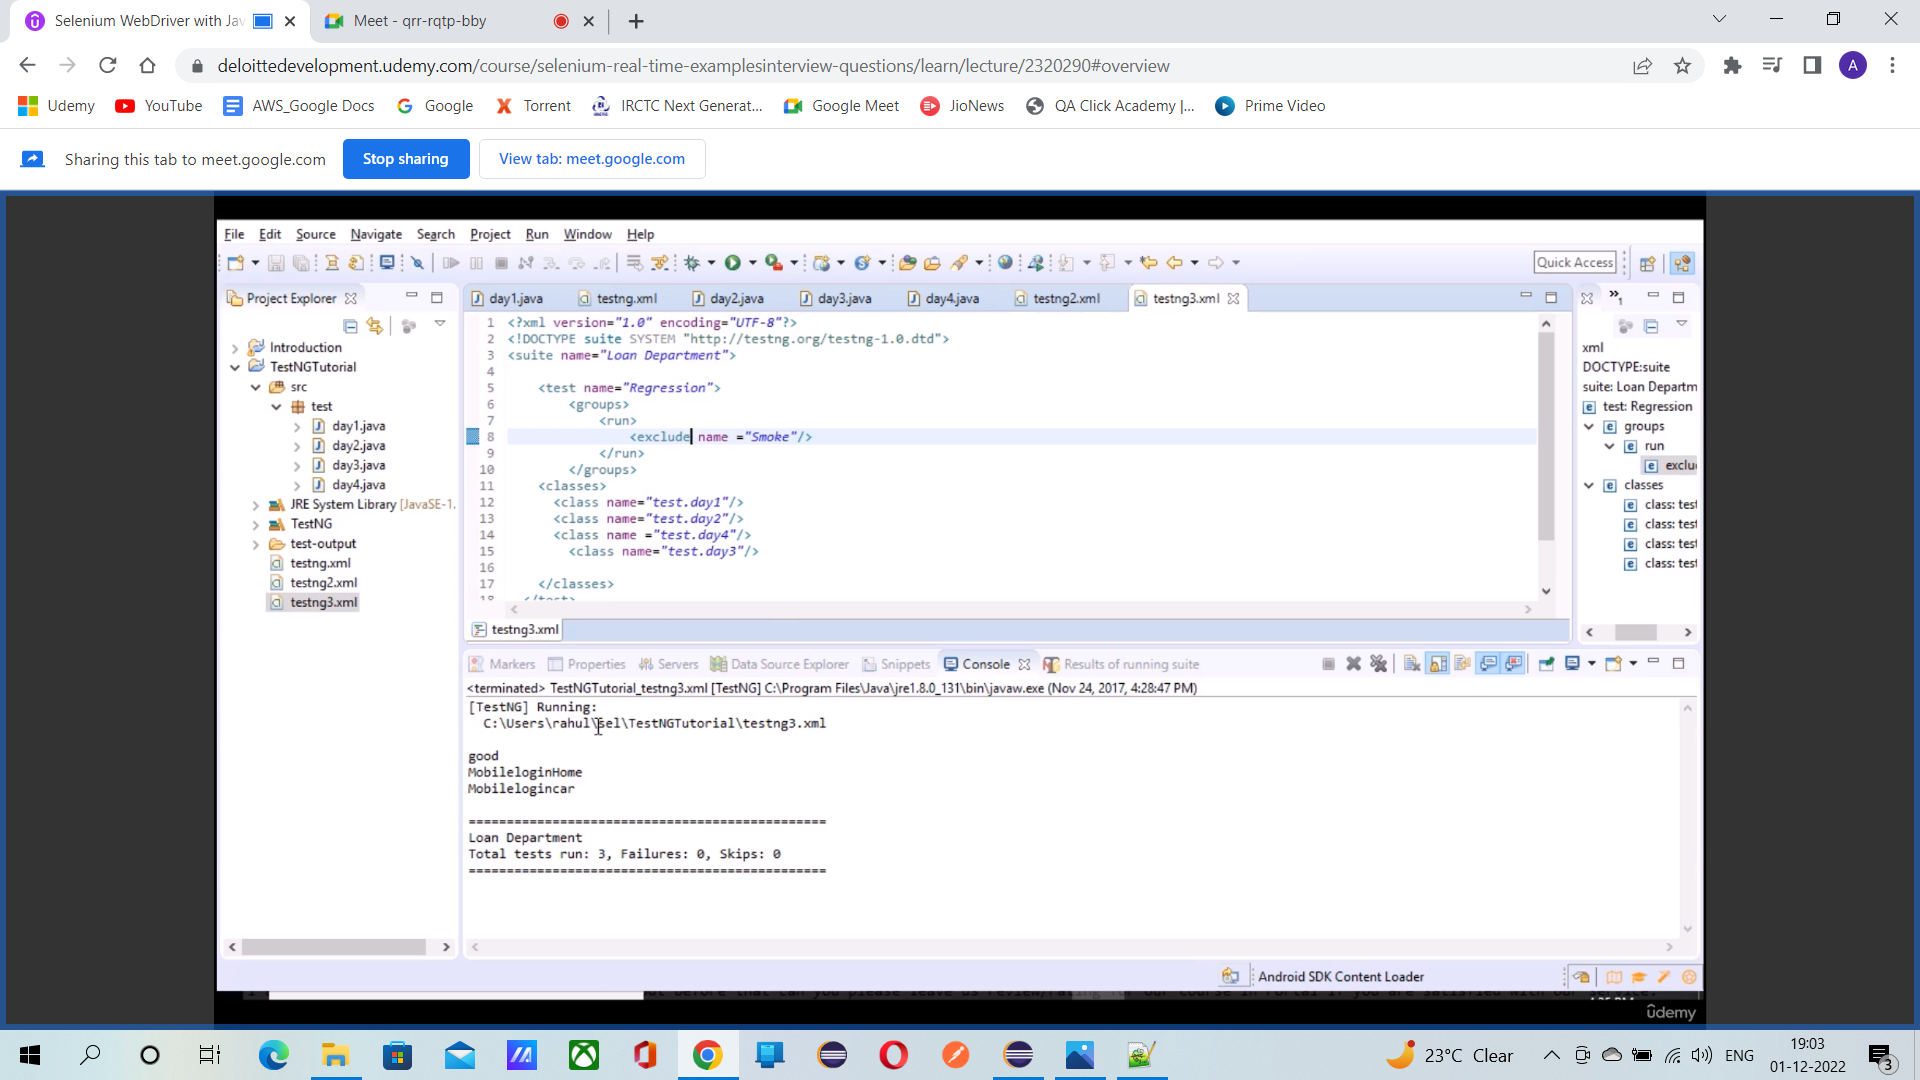 Selenium WebDriver with Jav
Meet - qrr-rqtp-bby
deloittedevelopment.udemy.com/course/selenium-real-time-examplesinterview-questions/learn/lecture/2320290#overview
A
Udemy YouTube AWS_Google Docs Google Torrent IRCTC Next Generat... Google Meet JioNews QA Click Academy |... Prime Video
Sharing this tab to meet.google.com Stop sharing View tab: meet.google.com
File Edit Source Navigate Search Project Run Window Help
Quick Access
Project Explorer
day1.java testng.xml day2.java day3.java day4.java testng2.xml testng3.xml
Introduction
TestNGTutorial
src
test
day1.java
day2.java
day3.java
day4.java
JRE System Library [JavaSE-1.
TestNG
test-output
testng.xml
testng2.xml
testng3.xml
1 <?xml version="1.0" encoding="UTF-8"?>
2 <!DOCTYPE suite SYSTEM "http://testng.org/testng-1.0.dtd">
3 <suite name="Loan Department">
4
5 <test name="Regression">
6 <groups>
7 <run>
8 <exclude name ="Smoke"/>
9 </run>
10 </groups>
11 <classes>
12 <class name="test.day1"/>
13 <class name="test.day2"/>
14 <class name ="test.day4"/>
15 <class name="test.day3"/>
16
17 </classes>
18 </test>
testng3.xml
xml
DOCTYPE:suite
suite: Loan Departm
test: Regression
groups
run
exclu
classes
class: test
class: test
class: test
class: test
Markers Properties Servers Data Source Explorer Snippets Console Results of running suite
<terminated> TestNGTutorial_testng3.xml [TestNG] C:\Program Files\Java\jre1.8.0_131\bin\javaw.exe (Nov 24, 2017, 4:28:47 PM)
[TestNG] Running:
C:\Users\rahul\sel\TestNGTutorial\testng3.xml
good
MobileloginHome
Mobilelogincar
===============================================
Loan Department
Total tests run: 3, Failures: 0, Skips: 0
===============================================
Android SDK Content Loader
udemy
23°C Clear
ENG
19:03
01-12-2022
3